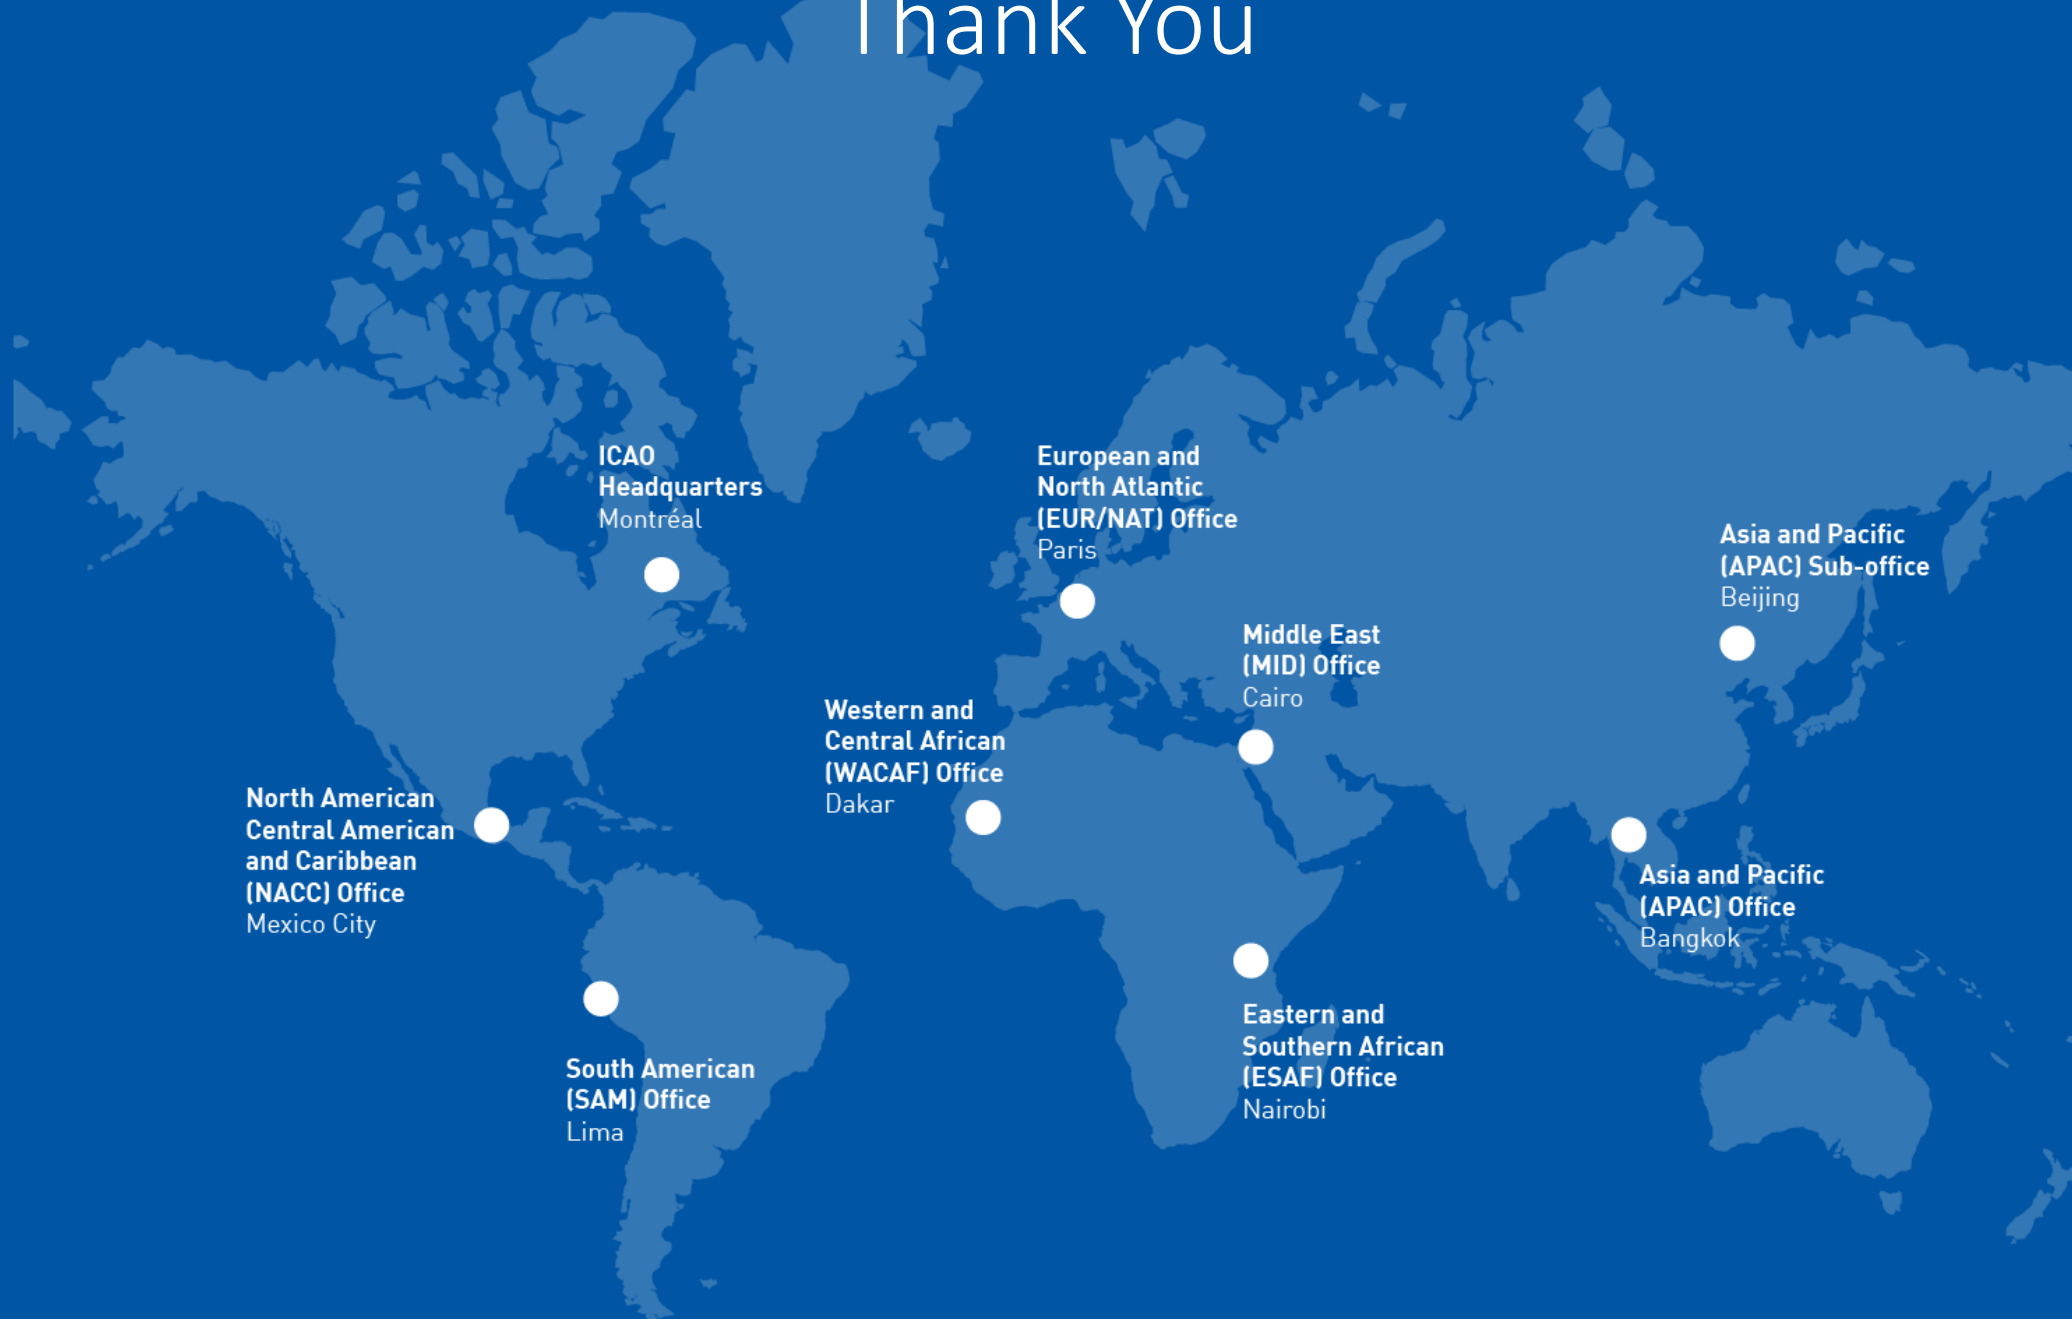 Thank You
ICAO
Headquarters
Montréal
European and
North Atlantic
(EUR/NAT) Office
Paris
Asia and Pacific
(APAC) Sub-office
Beijing
Middle East
(MID) Office
Cairo
Western and
Central African
(WACAF) Office
Dakar
North American
Central American
and Caribbean
(NACC) Office
Mexico City
Asia and Pacific
(APAC) Office
Bangkok
Eastern and
Southern African
(ESAF) Office
Nairobi
South American
(SAM) Office
Lima